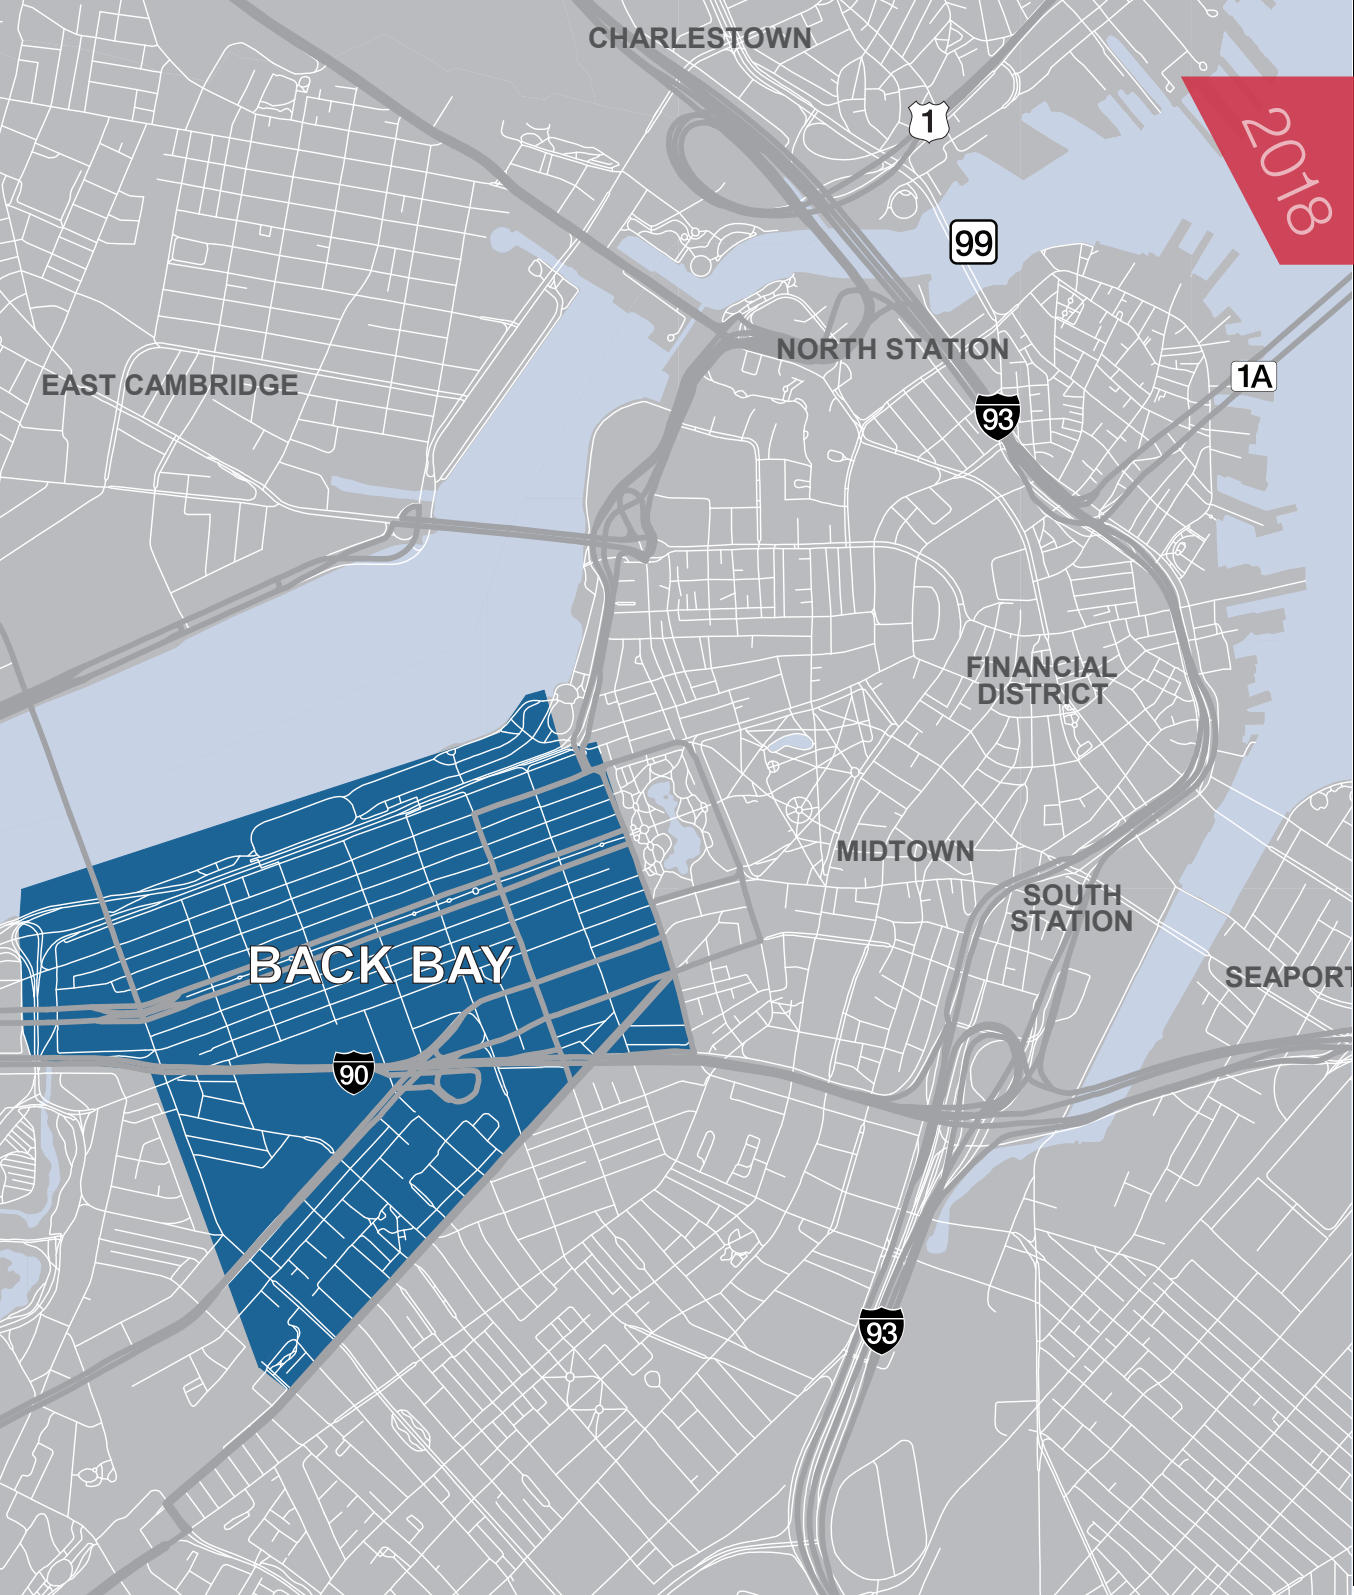 CHARLESTOWN
1
2018
99
NORTH STATION
1A
EAST CAMBRIDGE
93
FINANCIAL
DISTRICT
MIDTOWN
SOUTH
STATION
BACK BAY
SEAPORT
90
93